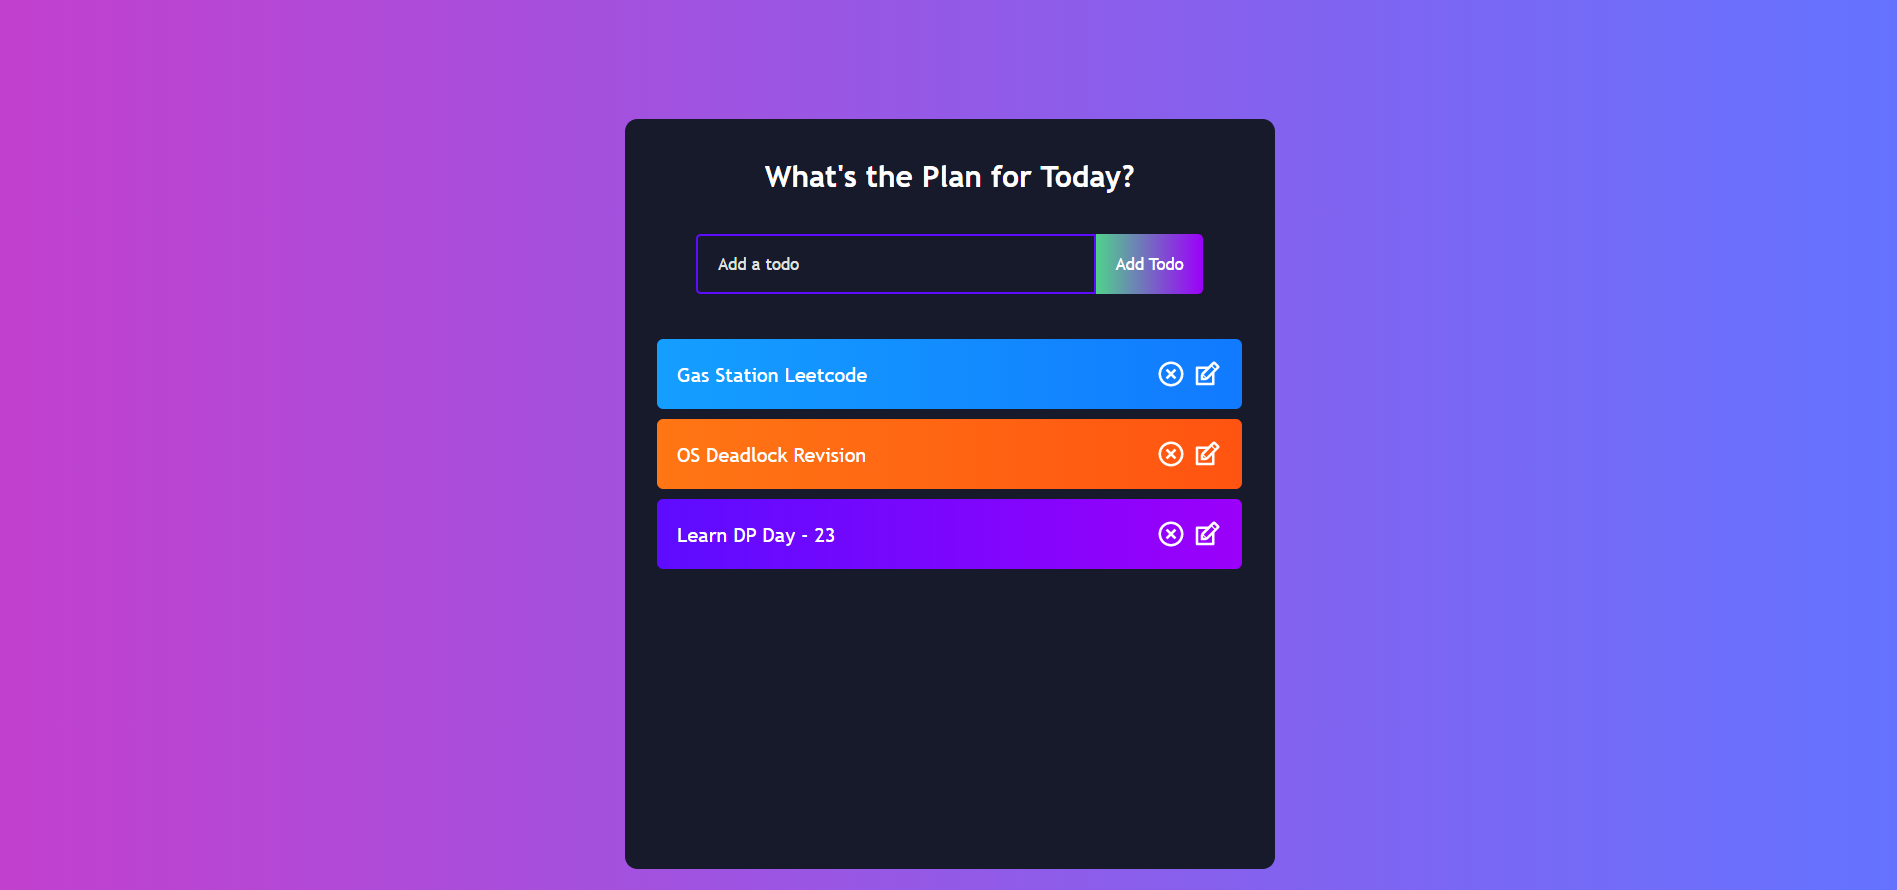 What's the Plan for Today?
Add a todo
Add Todo
Gas Station Leetcode
OS Deadlock Revision
Learn DP Day - 23